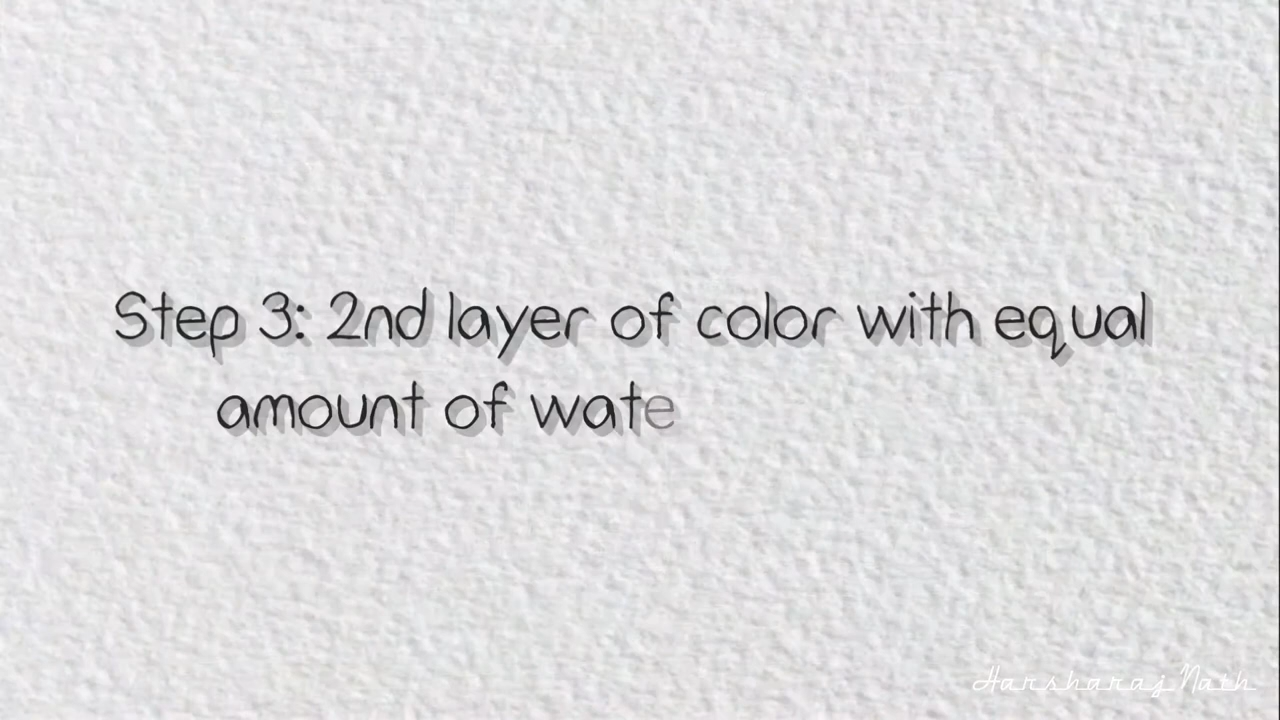 Step 3: 2nd layer of color with equal
amount of wate
Harsharaj Nath